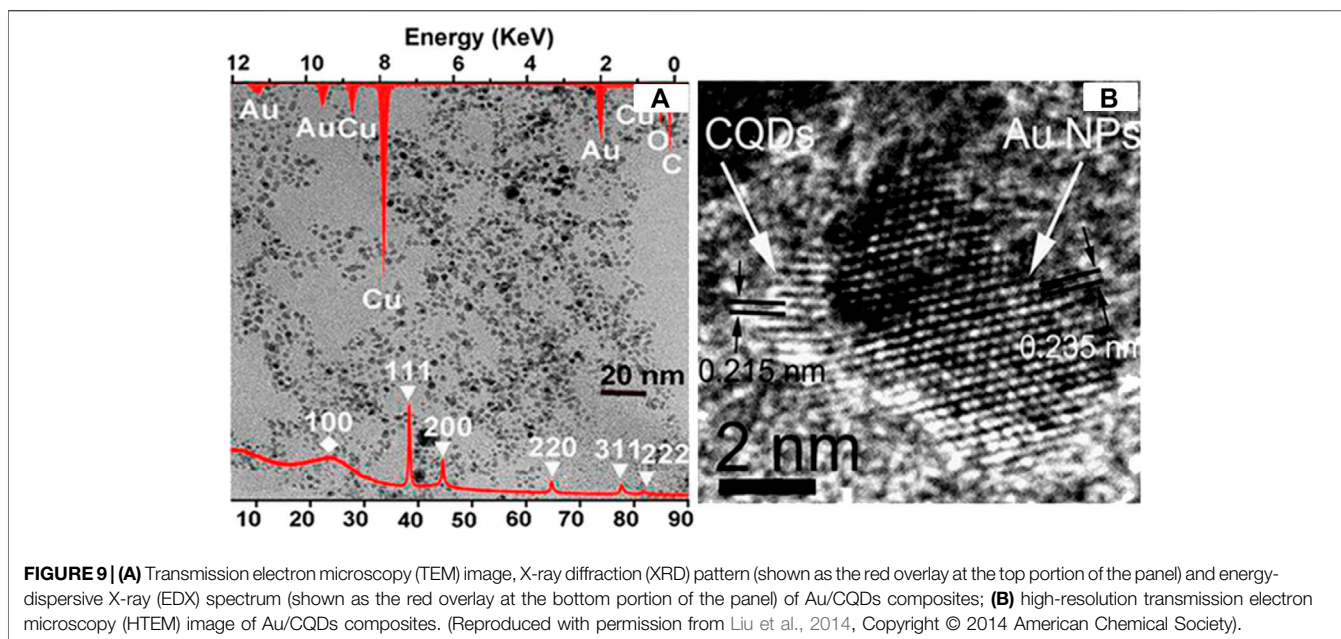 Energy (KeV)
12 10 8 6 4 2 0
A
Au Au Cu Cu Au Cu O C
20 nm
111
100 200 220 311 222
10 20 30 40 50 60 70 80 90
B
CQDs Au NPs
0.215 nm 0.235 nm
2 nm
FIGURE 9 | (A) Transmission electron microscopy (TEM) image, X-ray diffraction (XRD) pattern (shown as the red overlay at the top portion of the panel) and energy-
dispersive X-ray (EDX) spectrum (shown as the red overlay at the bottom portion of the panel) of Au/CQDs composites; (B) high-resolution transmission electron
microscopy (HTEM) image of Au/CQDs composites. (Reproduced with permission from Liu et al., 2014, Copyright © 2014 American Chemical Society).